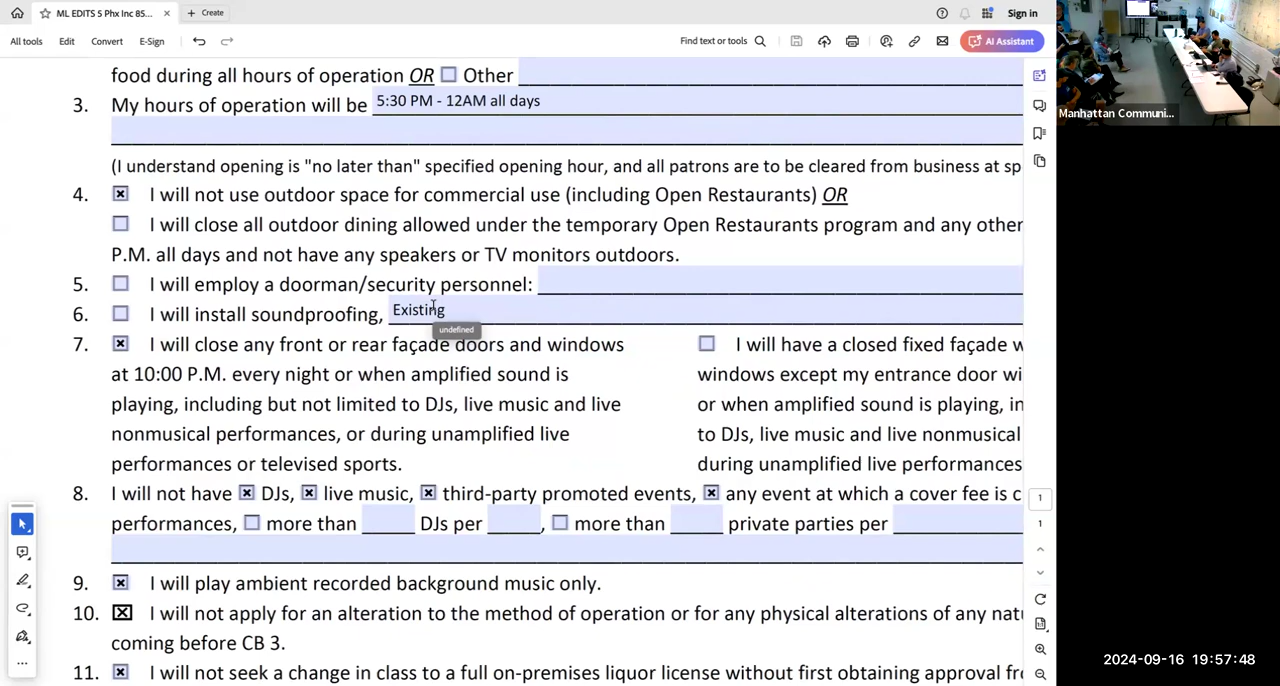 ML EDITS 5 Phx Inc 85...
Create
Sign in
All tools
Edit
Convert
E-Sign
Find text or tools
AI Assistant
food during all hours of operation OR Other
3. My hours of operation will be 5:30 PM - 12AM all days
(I understand opening is "no later than" specified opening hour, and all patrons are to be cleared from business at sp
4. I will not use outdoor space for commercial use (including Open Restaurants) OR
I will close all outdoor dining allowed under the temporary Open Restaurants program and any other
P.M. all days and not have any speakers or TV monitors outdoors.
5. I will employ a doorman/security personnel:
6. I will install soundproofing, Existing
undefined
7. I will close any front or rear façade doors and windows
at 10:00 P.M. every night or when amplified sound is
playing, including but not limited to DJs, live music and live
nonmusical performances, or during unamplified live
performances or televised sports.
I will have a closed fixed façade w
windows except my entrance door wi
or when amplified sound is playing, in
to DJs, live music and live nonmusical
during unamplified live performances
8. I will not have DJs, live music, third-party promoted events, any event at which a cover fee is c
performances, more than DJs per , more than private parties per
9. I will play ambient recorded background music only.
10. I will not apply for an alteration to the method of operation or for any physical alterations of any natu
coming before CB 3.
11. I will not seek a change in class to a full on-premises liquor license without first obtaining approval fr
1
1
Manhattan Communi...
2024-09-16 19:57:48